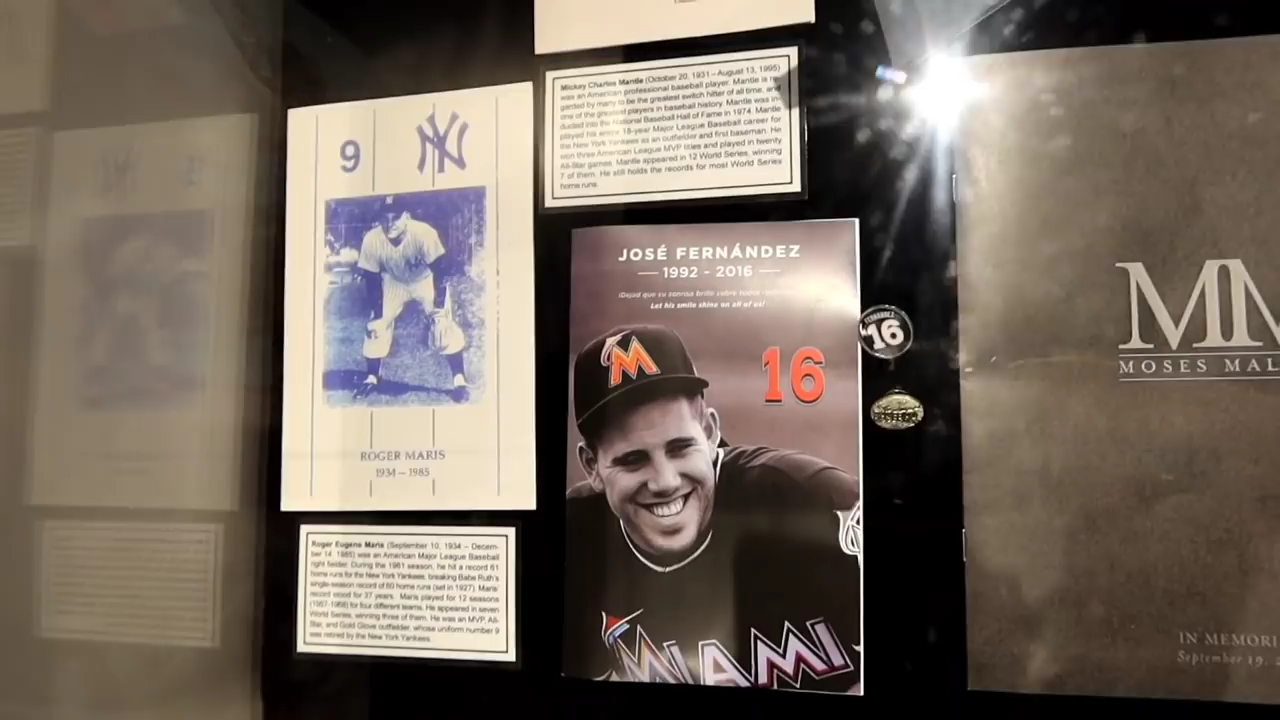 Mickey Charles Mantle (October 20, 1931 – August 13, 1995)
was an American professional baseball player. Mantle is re-
garded by many to be the greatest switch hitter of all time, and
one of the greatest players in baseball history. Mantle was in-
ducted into the National Baseball Hall of Fame in 1974. Mantle
played his entire 18-year Major League Baseball career for
the New York Yankees as an outfielder and first baseman. He
won three American League MVP titles and played in twenty
All-Star games. Mantle appeared in 12 World Series, winning
7 of them. He still holds the records for most World Series
home runs.
9
NY
ROGER MARIS
1934 – 1985
Roger Eugene Maris (September 10, 1934 – Decem-
ber 14, 1985) was an American Major League Baseball
right fielder. During the 1961 season, he hit a record 61
home runs for the New York Yankees, breaking Babe Ruth's
single-season record of 60 home runs (set in 1927). Maris'
record stood for 37 years. Maris played for 12 seasons
(1957-1968) for four different teams. He appeared in seven
World Series, winning three of them. He was an MVP, All-
Star, and Gold Glove outfielder, whose uniform number 9
was retired by the New York Yankees.
JOSÉ FERNÁNDEZ
1992 - 2016
¡Dejad que su sonrisa brille sobre todos
Let his smile shine on all of us!
M
16
MIAMI
FERNANDEZ
16
MM
MOSES MAL
IN MEMORI
September 19, 2